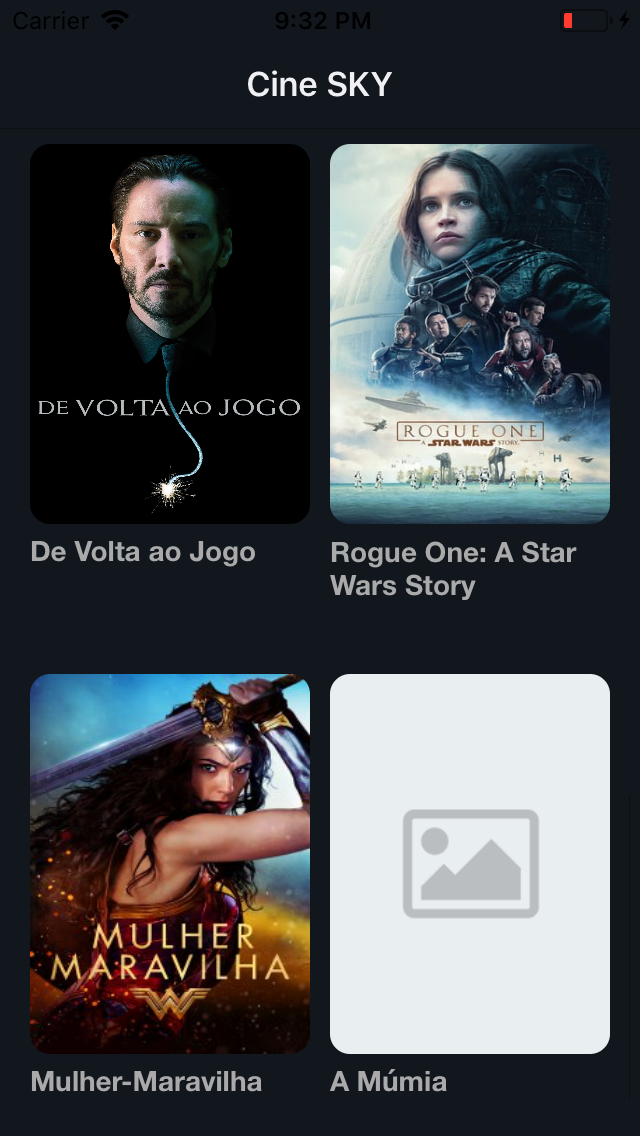 Carrier 9:32 PM
Cine SKY
DE VOLTA AO JOGO
ROGUE ONE
A STAR WARS STORY
De Volta ao Jogo
Rogue One: A Star
Wars Story
MULHER
MARAVILHA
Mulher-Maravilha
A Múmia